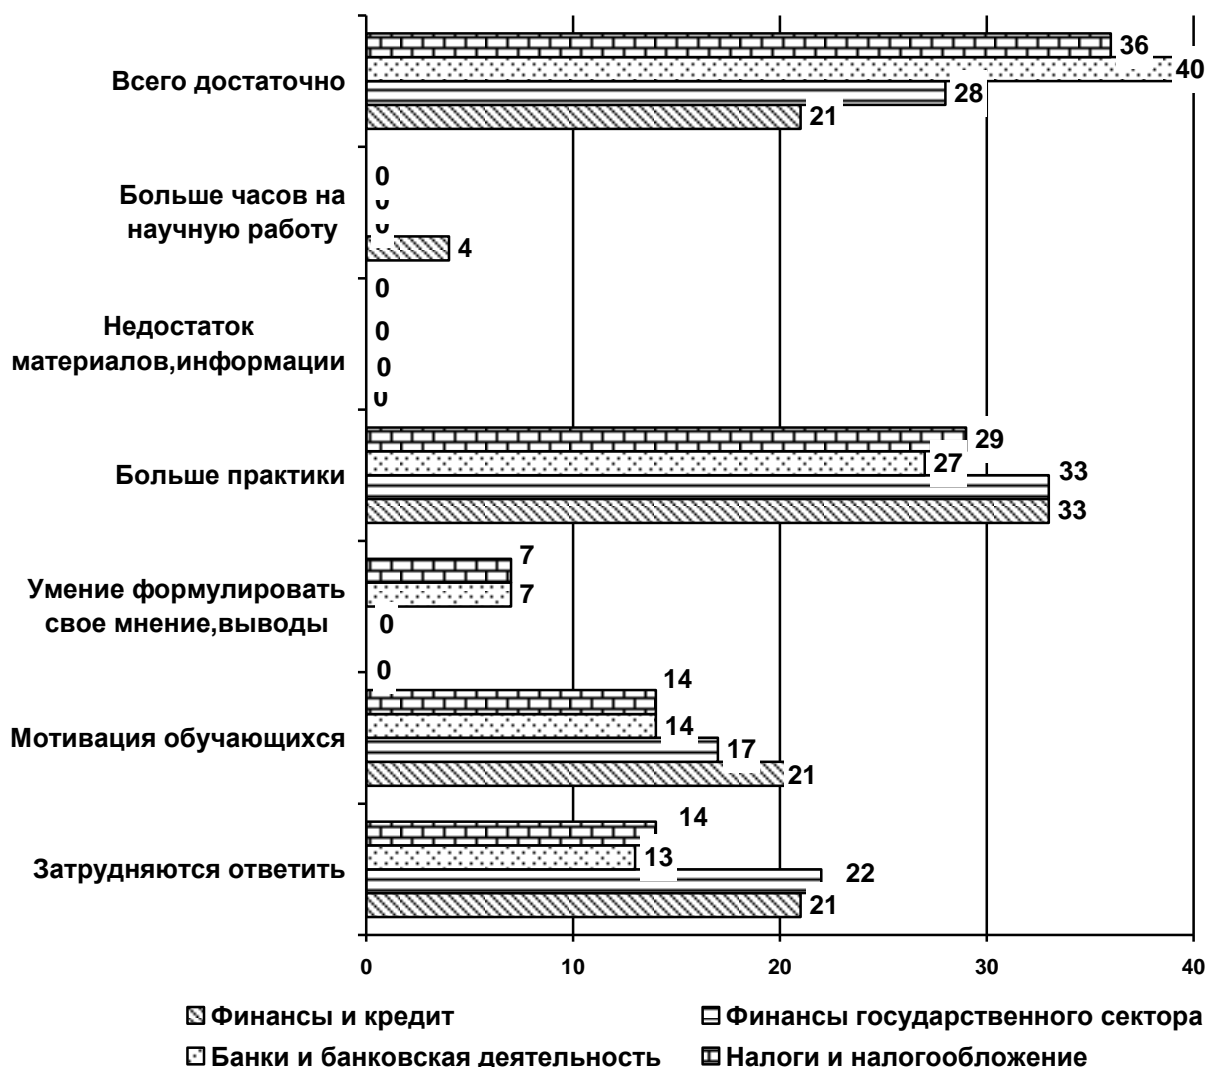 36
Всего достаточно
40
28
21
0
Больше часов на
0
научную работу
0
4
0
Недостаток
0
материалов,информации
0
0
29
Больше практики
27
33
33
7
Умение формулировать
7
свое мнение,выводы
0
0
14
Мотивация обучающихся
14
17
21
14
Затрудняются ответить
13
22
21
0 10 20 30 40
Финансы и кредит Финансы государственного сектора
Банки и банковская деятельность Налоги и налогообложение